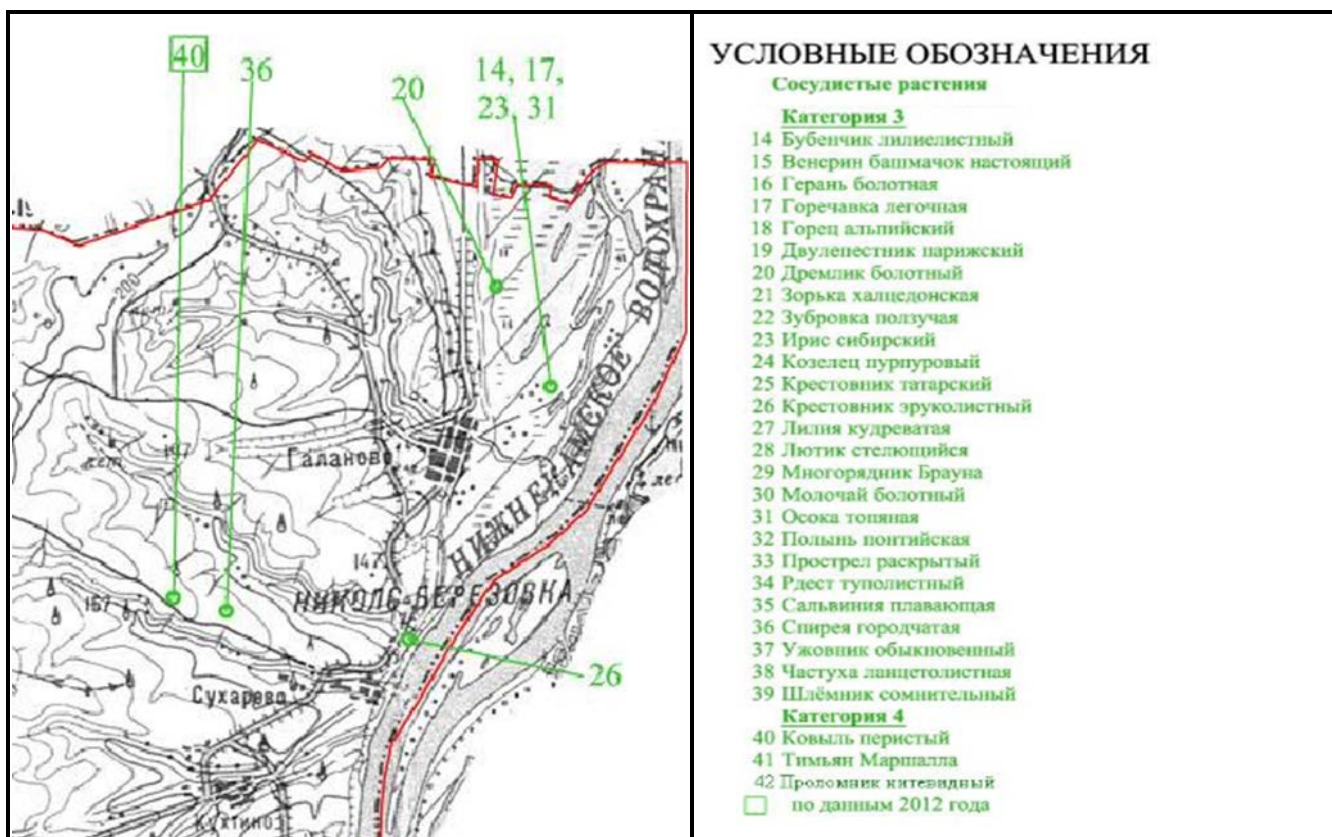 40
36
20
14, 17,
23, 31
200
197
Галаново
147
НИЖНЕКАМСКОЕ ВОДОХРАН.
НИКОЛО-БЕРЕЗОВКА
167
26
Сухарево
УСЛОВНЫЕ ОБОЗНАЧЕНИЯ
Сосудистые растения
Категория 3
14 Бубенчик лилиелистный
15 Венерин башмачок настоящий
16 Герань болотная
17 Горечавка легочная
18 Горец альпийский
19 Двулепестник парижский
20 Дремлик болотный
21 Зорька халцедонская
22 Зубровка ползучая
23 Ирис сибирский
24 Козелец пурпуровый
25 Крестовник татарский
26 Крестовник эруколистный
27 Лилия кудреватая
28 Лютик стелющийся
29 Многорядник Брауна
30 Молочай болотный
31 Осока топяная
32 Полынь понтийская
33 Прострел раскрытый
34 Рдест туполистный
35 Сальвиния плавающая
36 Спирея городчатая
37 Ужовник обыкновенный
38 Частуха ланцетолистная
39 Шлёмник сомнительный
Категория 4
40 Ковыль перистый
41 Тимьян Маршалла
42 Проломник нитевидный
по данным 2012 года